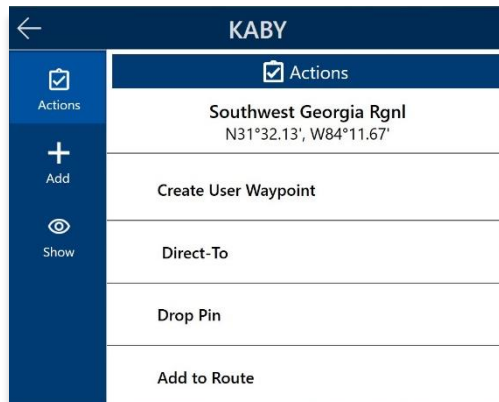 KABY
Actions
Add
Show
Actions
Southwest Georgia Rgnl
N31°32.13', W84°11.67'
Create User Waypoint
Direct-To
Drop Pin
Add to Route